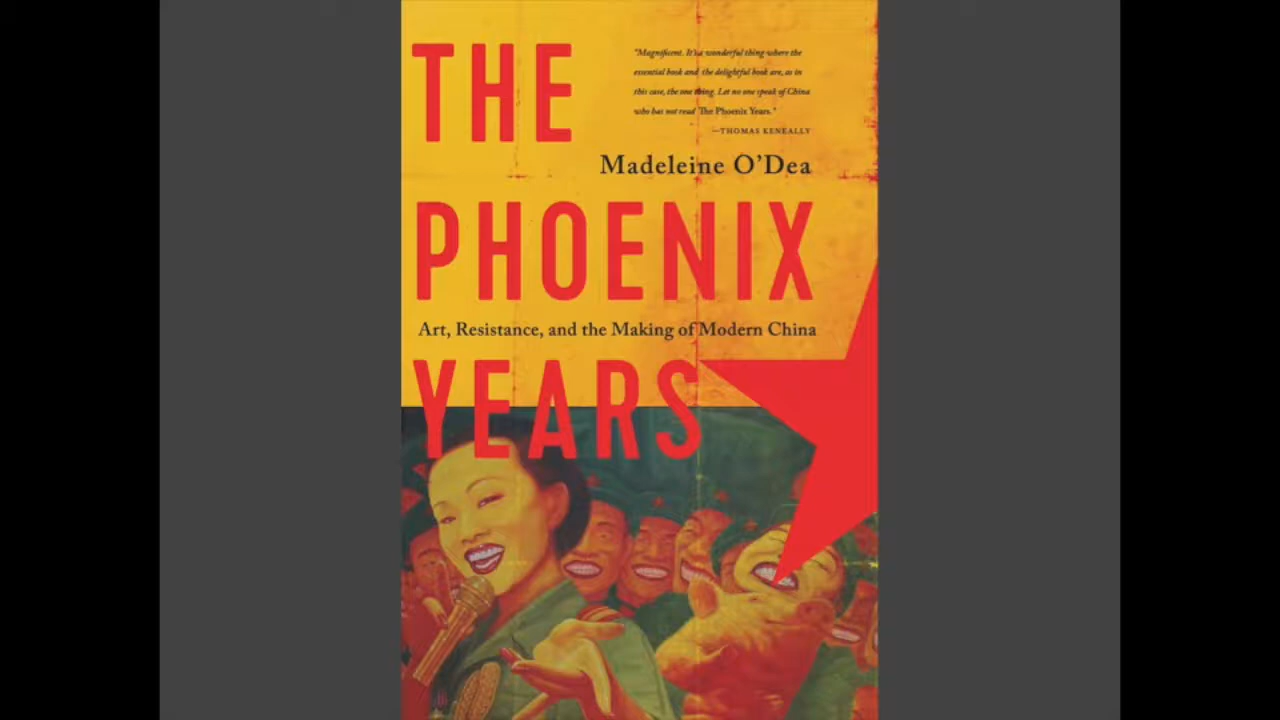 THE
"Magnificent. It's a wonderful thing where the
essential book and the delightful book are, as in
this case, the one thing. Let no one speak of China
who has not read The Phoenix Years."
—THOMAS KENEALLY
Madeleine O'Dea
PHOENIX
Art, Resistance, and the Making of Modern China
YEARS